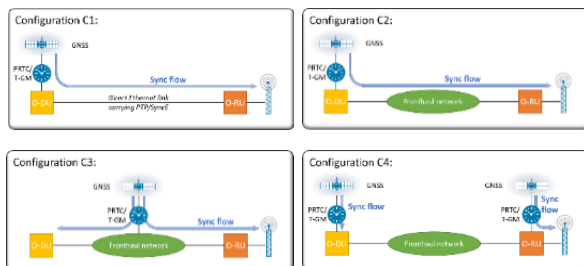 Configuration C1:
GNSS
PRTC/
T-GM
Sync flow
O-DU
Direct Ethernet link
carrying PTP/SyncE
O-RU
Configuration C2:
GNSS
PRTC/
T-GM
Sync flow
O-DU
Fronthaul network
O-RU
Configuration C3:
GNSS
PRTC/
T-GM
Sync flow
O-DU
Fronthaul network
O-RU
Configuration C4:
GNSS
GNSS
PRTC/
T-GM
Sync flow
PRTC/
T-GM
Sync
flow
O-DU
Fronthaul network
O-RU